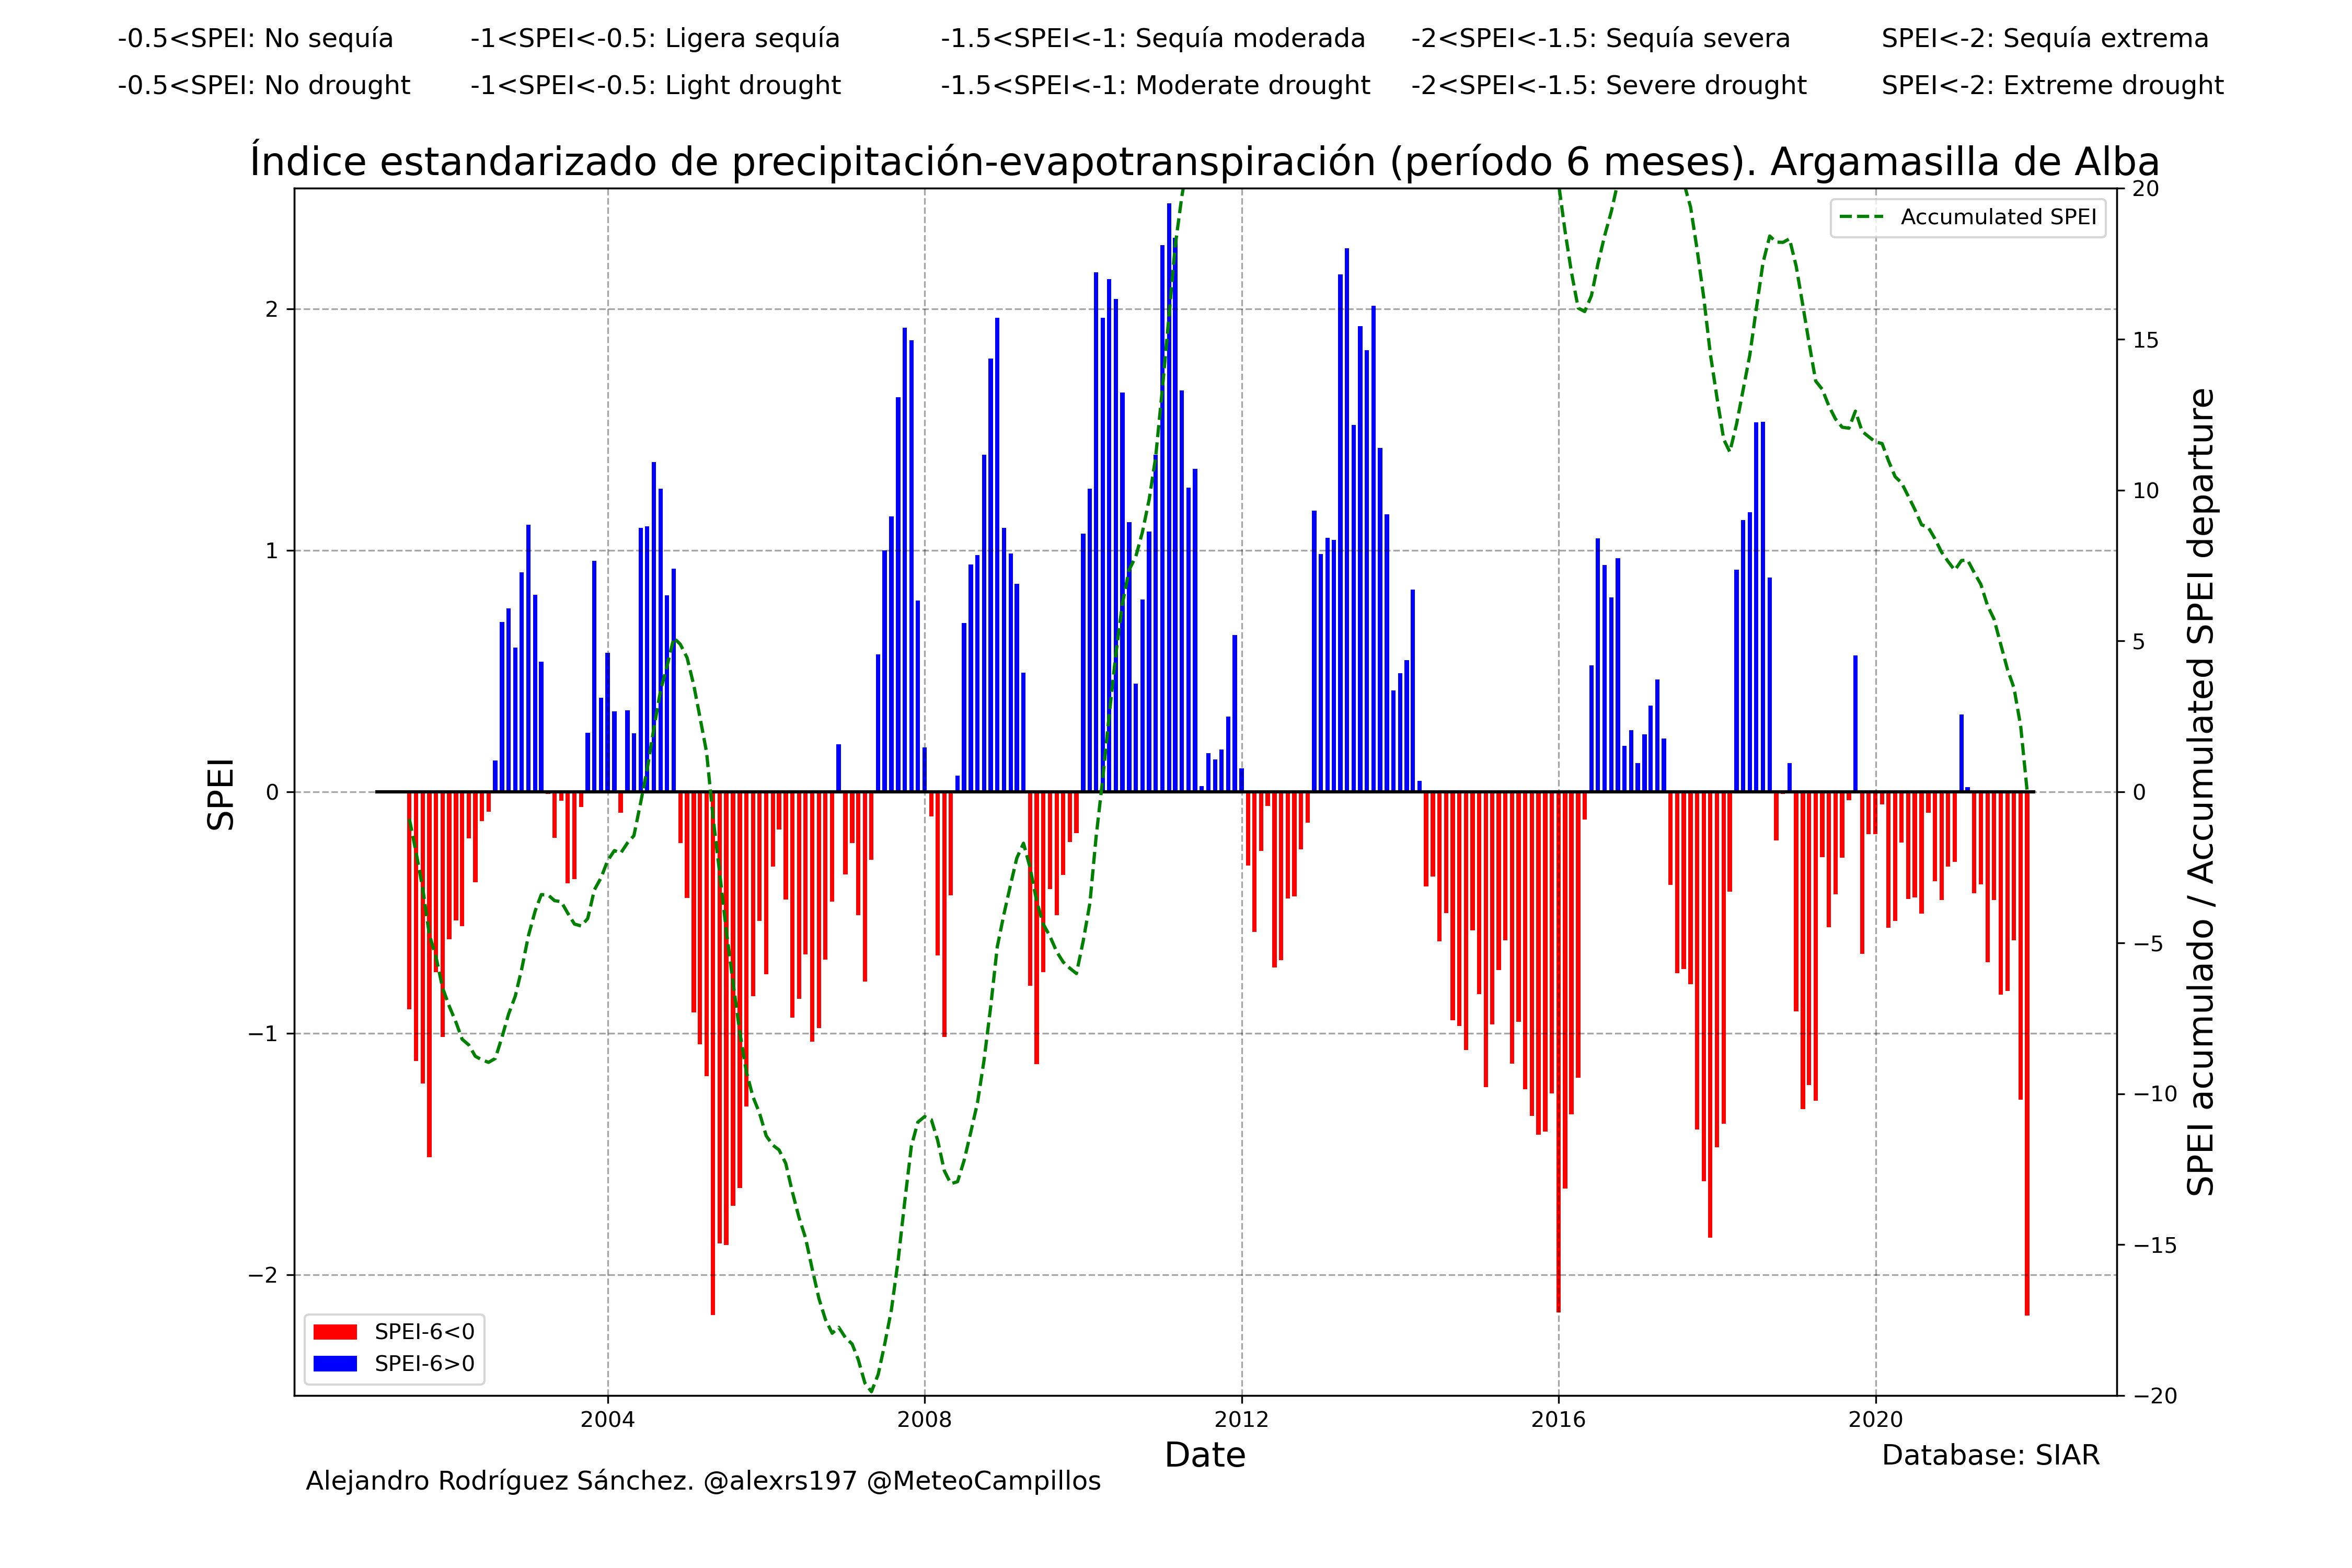 -0.5<SPEI: No sequía -1<SPEI<-0.5: Ligera sequía -1.5<SPEI<-1: Sequía moderada -2<SPEI<-1.5: Sequía severa SPEI<-2: Sequía extrema
-0.5<SPEI: No drought -1<SPEI<-0.5: Light drought -1.5<SPEI<-1: Moderate drought -2<SPEI<-1.5: Severe drought SPEI<-2: Extreme drought
Índice estandarizado de precipitación-evapotranspiración (período 6 meses). Argamasilla de Alba
Accumulated SPEI
SPEI
2
1
0
−1
−2
20
15
10
5
0
−5
−10
−15
−20
SPEI acumulado / Accumulated SPEI departure
SPEI-6<0
SPEI-6>0
2004 2008 2012 2016 2020
Date
Database: SIAR
Alejandro Rodríguez Sánchez. @alexrs197 @MeteoCampillos